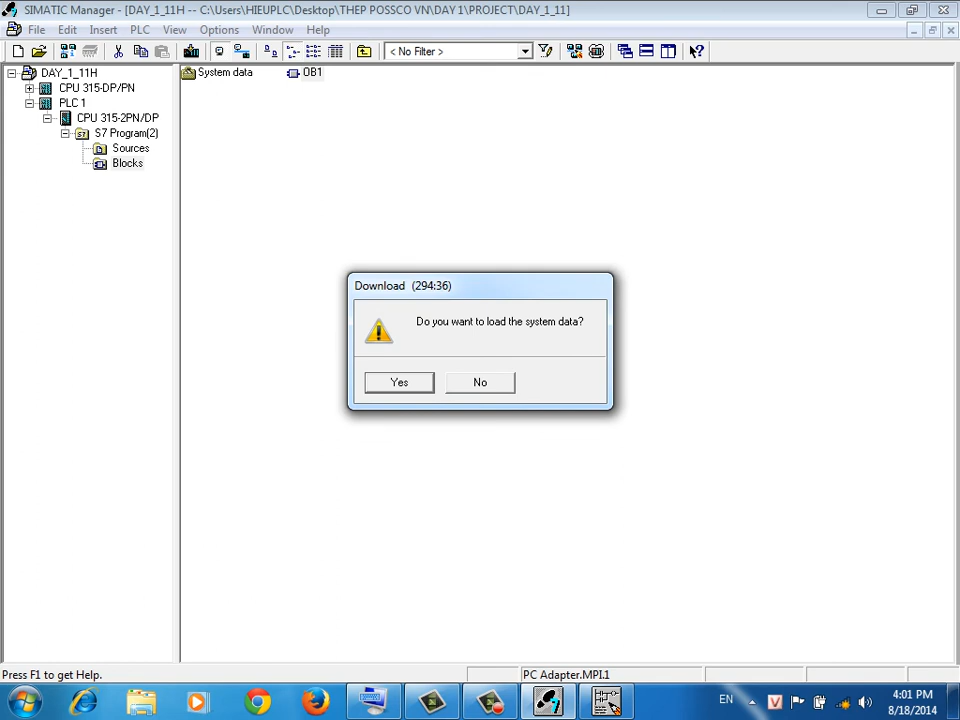 SIMATIC Manager - [DAY_1_11H -- C:\Users\HIEUPLC\Desktop\THEP POSSCO VN\DAY 1\PROJECT\DAY_1_11]
File Edit Insert PLC View Options Window Help
< No Filter >
DAY_1_11H
CPU 315-DP/PN
PLC 1
CPU 315-2PN/DP
S7 Program(2)
Sources
Blocks
System data OB1
Download (294:36)
Do you want to load the system data?
Yes No
Press F1 to get Help.
PC Adapter.MPI.1
EN
4:01 PM
8/18/2014